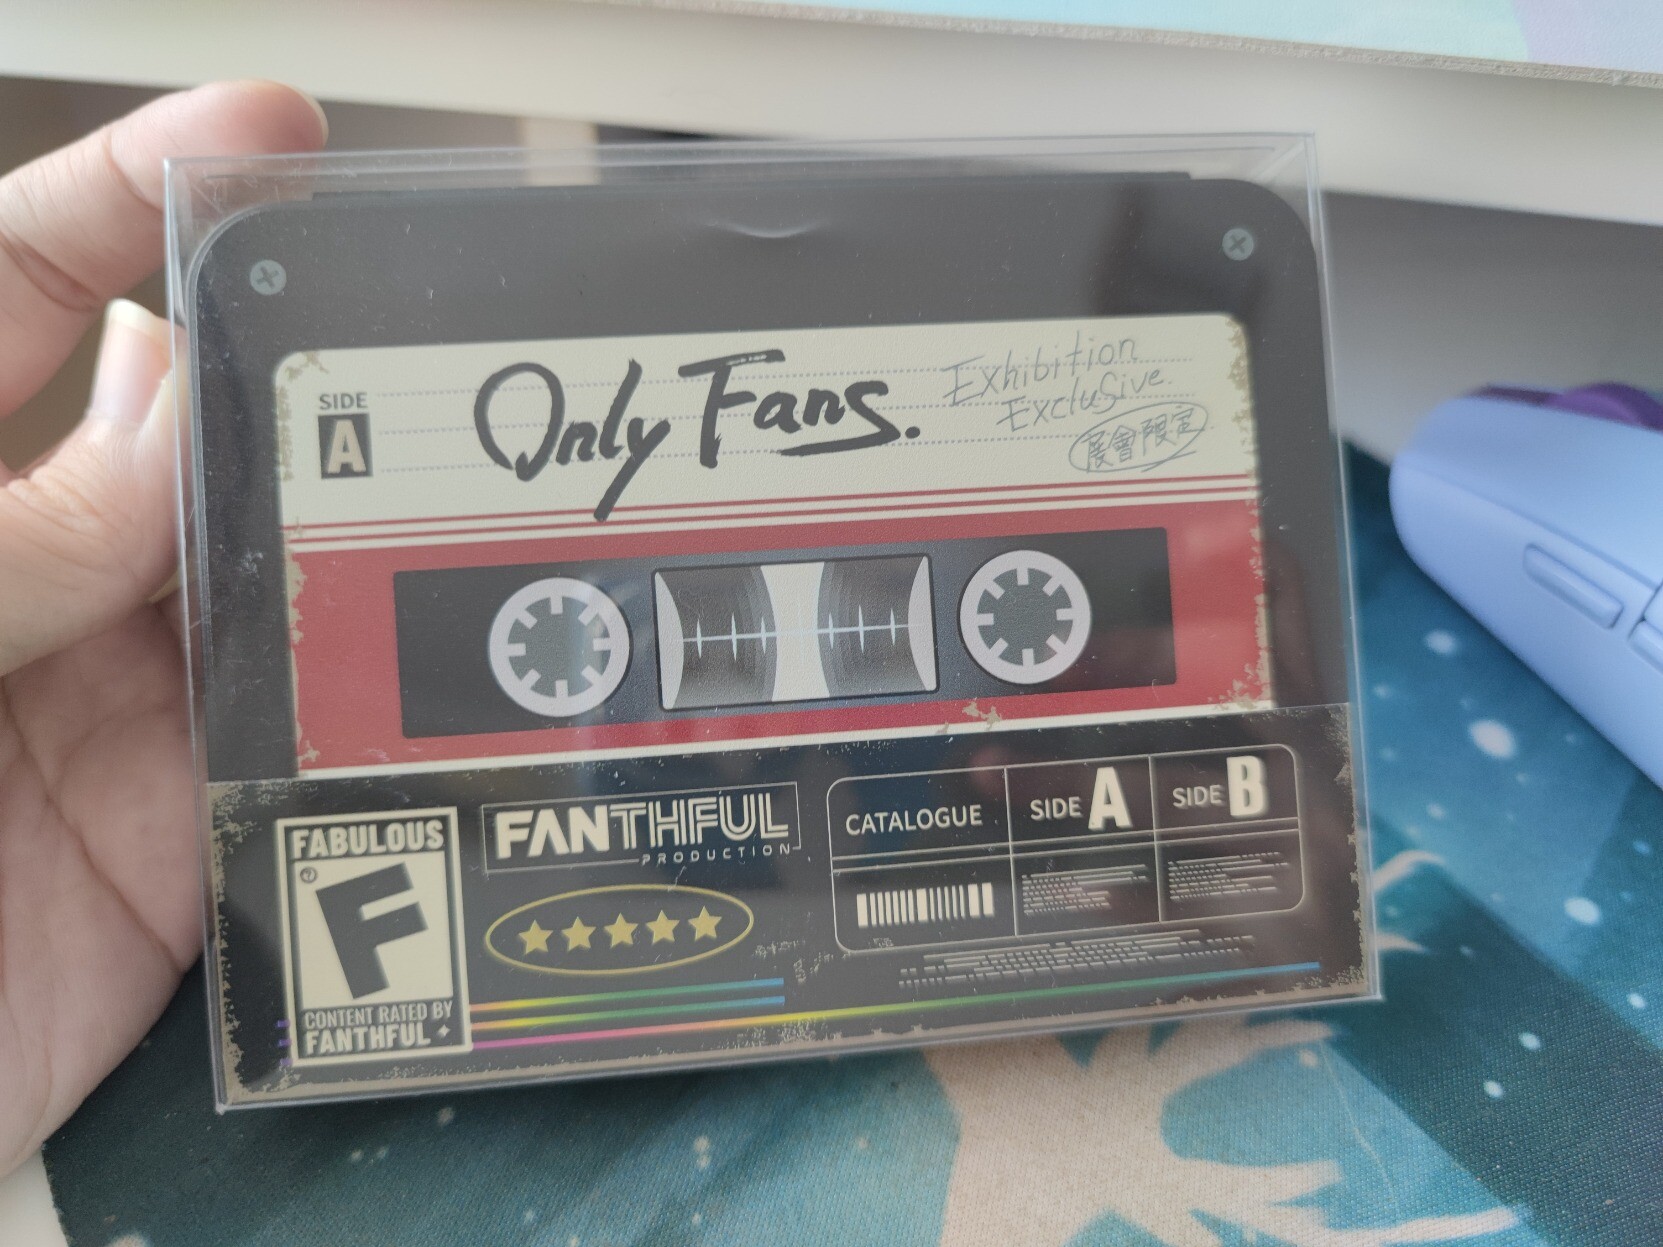 SIDE
A
Only Fans.
Exhibition
Exclusive.
展會限定
FABULOUS
F
CONTENT RATED BY
FANTHFUL
FANTHFUL
PRODUCTION
CATALOGUE
SIDE A
SIDE B